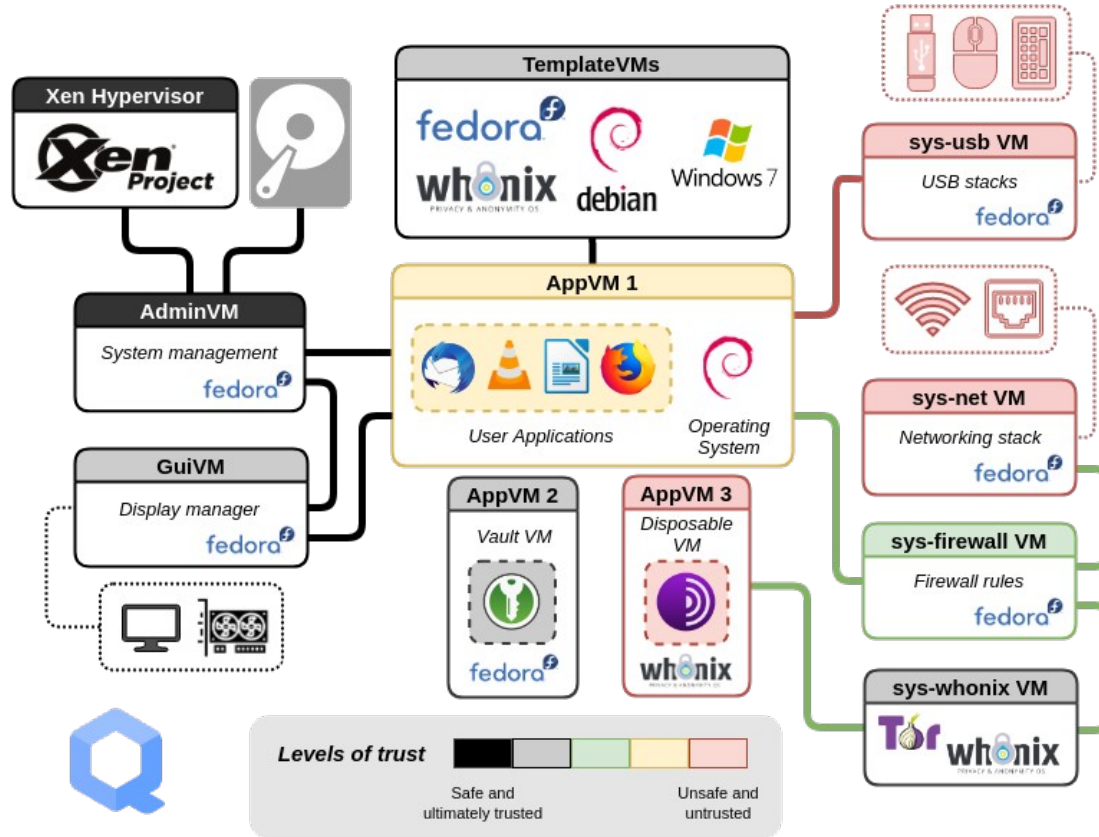 Xen Hypervisor
Xen
Project
TemplateVMs
fedora
whonix
PRIVACY & ANONYMITY OS
debian
Windows 7
sys-usb VM
USB stacks
fedora
AdminVM
System management
fedora
AppVM 1
User Applications
Operating
System
sys-net VM
Networking stack
fedora
GuiVM
Display manager
fedora
AppVM 2
Vault VM
fedora
AppVM 3
Disposable
VM
whonix
PRIVACY & ANONYMITY OS
sys-firewall VM
Firewall rules
fedora
sys-whonix VM
Tor
whonix
PRIVACY & ANONYMITY OS
Levels of trust
Safe and
ultimately trusted
Unsafe and
untrusted